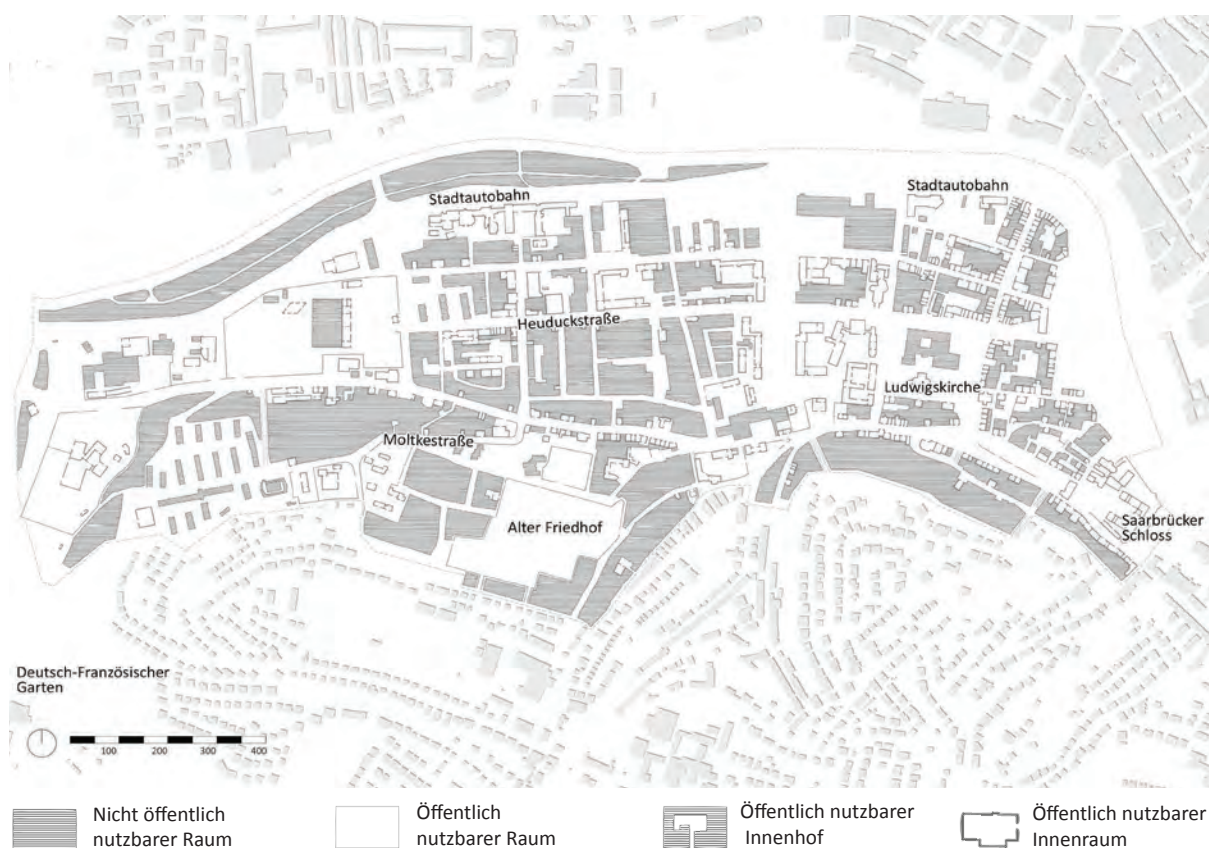 Stadtautobahn
Stadtautobahn
Heuduckstraße
Ludwigskirche
Moltkestraße
Alter Friedhof
Saarbrücker
Schloss
Deutsch-Französischer
Garten
100 200 300 400
Nicht öffentlich
nutzbarer Raum
Öffentlich
nutzbarer Raum
Öffentlich nutzbarer
Innenhof
Öffentlich nutzbarer
Innenraum